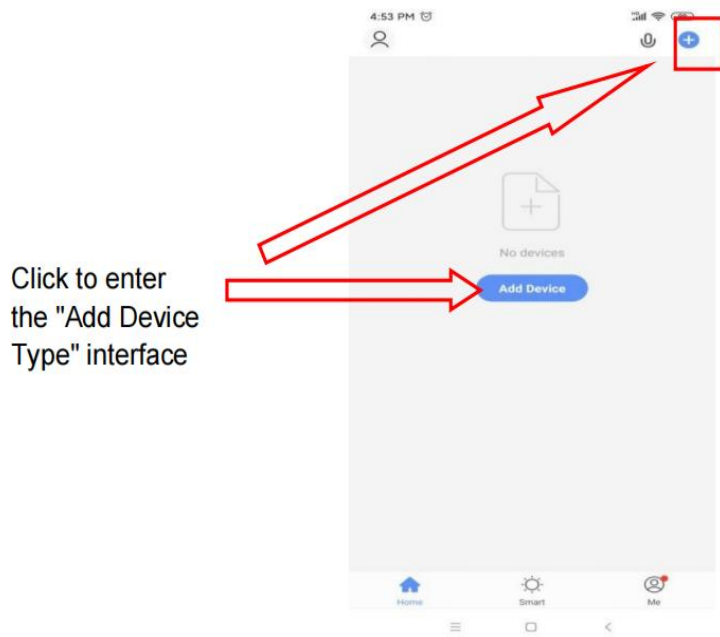 4:53 PM
No devices
Add Device
Click to enter
the "Add Device
Type" interface
Home
Smart
Me